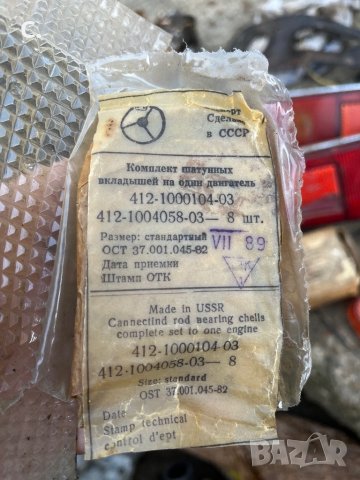 Сделано
в СССР
Комплект шатунных
вкладышей на один двигатель
412-1000104-03
412-1004058-03— 8 шт.
Размер: стандартный
VII 89
ОСТ 37.001.045-82
Дата приемки
Штамп ОТК
Made in USSR
Cannectind rod bearing chells
complete set to one engine
412-1000104-03
412-1004058-03— 8
Size: standard
OST 37.001.045-82
Date
Stamp technical
control d'ept
BAZAR